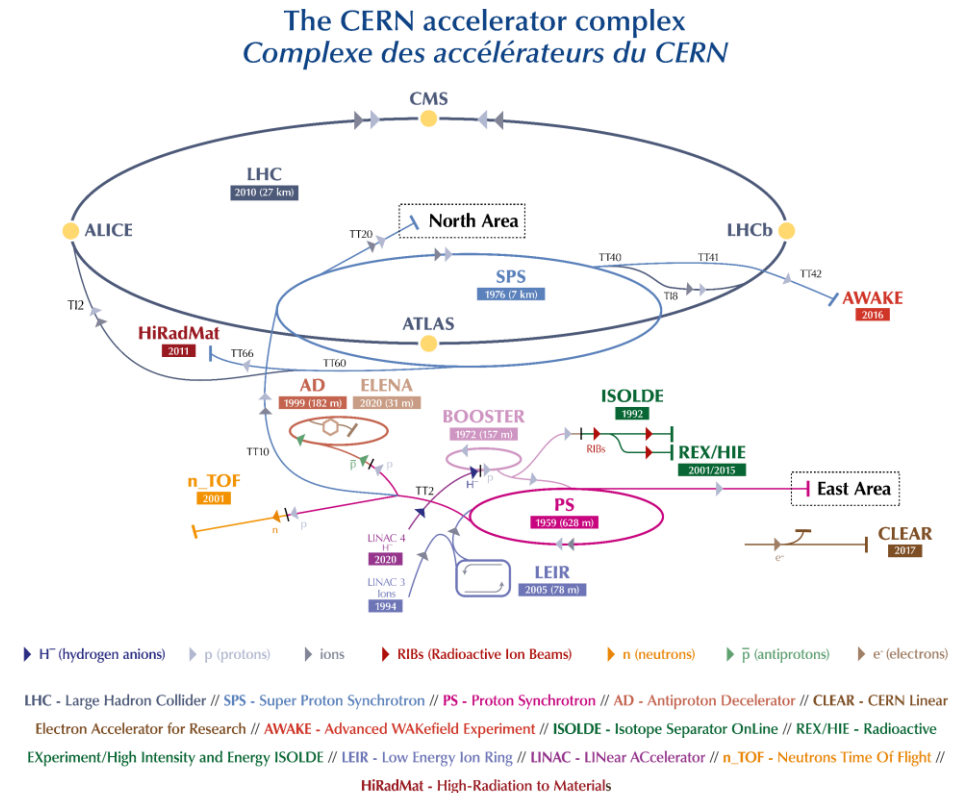 The CERN accelerator complex
Complexe des accélérateurs du CERN
CMS
LHC
2010 (27 km)
North Area
TT20
ALICE
LHCb
TT40
TT41
TT42
SPS
1976 (7 km)
TI8
TI2
AWAKE
2016
ATLAS
HiRadMat
2011
TT66
TT60
AD
1999 (182 m)
ELENA
2020 (31 m)
ISOLDE
1992
BOOSTER
1972 (157 m)
RIBs
REX/HIE
2001/2015
TT10
p̅
p
H⁻
p
n_TOF
2001
TT2
East Area
PS
1959 (628 m)
n
p
LINAC 4
H⁻
2020
CLEAR
2017
e⁻
LINAC 3
Ions
1994
LEIR
2005 (78 m)
H⁻ (hydrogen anions)
p (protons)
ions
RIBs (Radioactive Ion Beams)
n (neutrons)
p̅ (antiprotons)
e⁻ (electrons)
LHC - Large Hadron Collider // SPS - Super Proton Synchrotron // PS - Proton Synchrotron // AD - Antiproton Decelerator // CLEAR - CERN Linear
Electron Accelerator for Research // AWAKE - Advanced WAKefield Experiment // ISOLDE - Isotope Separator OnLine // REX/HIE - Radioactive
EXperiment/High Intensity and Energy ISOLDE // LEIR - Low Energy Ion Ring // LINAC - LINear ACcelerator // n_TOF - Neutrons Time Of Flight //
HiRadMat - High-Radiation to Materials